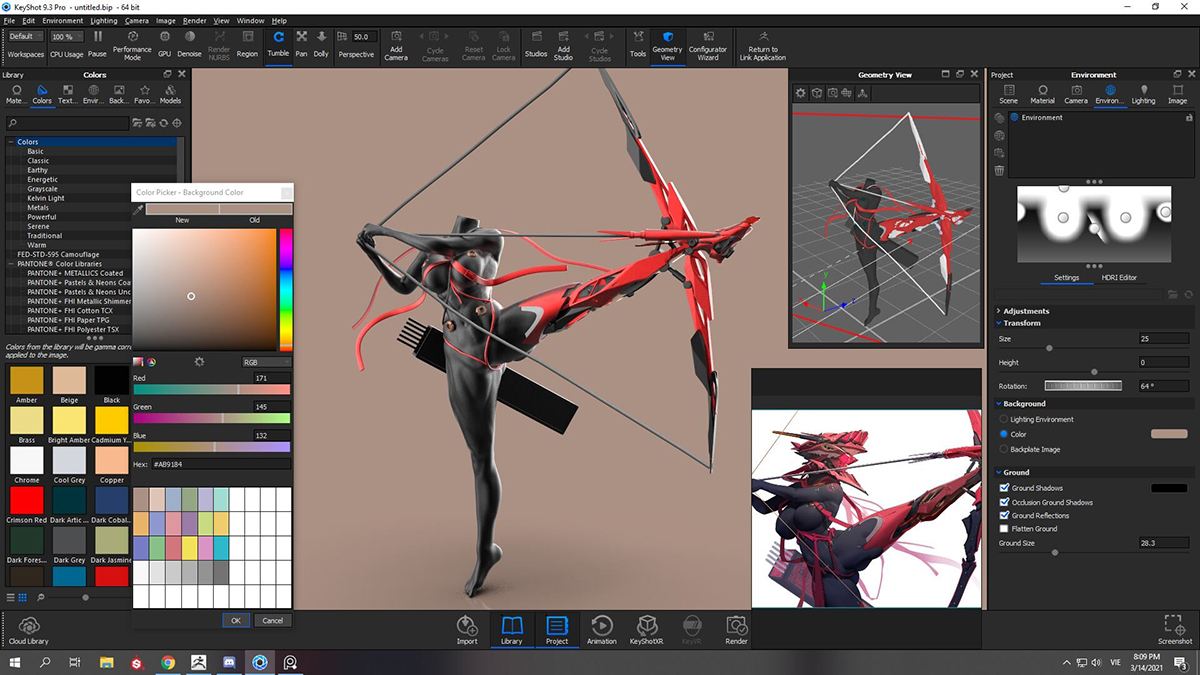 KeyShot 9.3 Pro - untitled.bip - 64 bit
File Edit Environment Lighting Camera Image Render View Window Help
Default 100 % 50.0
Workspaces CPU Usage Pause Performance Mode GPU Denoise Render NURBS Region Tumble Pan Dolly Perspective Add Camera Cycle Cameras Reset Camera Lock Camera Studios Add Studio Cycle Studios Tools Geometry View Configurator Wizard Return to Link Application
Library Colors
Mate... Colors Text... Envir... Back... Favo... Models
Colors
Basic
Classic
Earthy
Energetic
Grayscale
Kelvin Light
Metals
Powerful
Serene
Traditional
Warm
FED-STD-595 Camouflage
PANTONE® Color Libraries
PANTONE+ METALLICS Coated
PANTONE+ Pastels & Neons Coa
PANTONE+ Pastels & Neons Unc
PANTONE+ FHI Metallic Shimmer
PANTONE+ FHI Cotton TCX
PANTONE+ FHI Paper TPG
PANTONE+ FHI Polyester TSX
Colors from the library will be gamma corr
applied to the image.
Amber Beige Black
Brass Bright Amber Cadmium Y...
Chrome Cool Grey Copper
Crimson Red Dark Artic ... Dark Cobal...
Dark Fores... Dark Grey Dark Jasmine
Cloud Library
Color Picker - Background Color
New Old
RGB
Red 171
Green 145
Blue 132
Hex: #AB9184
OK Cancel
Geometry View
Project Environment
Scene Material Camera Environ... Lighting Image
Environment
Settings HDRI Editor
Adjustments
Transform
Size 25
Height 0
Rotation: 64 °
Background
Lighting Environment
Color
Backplate Image
Ground
Ground Shadows
Occlusion Ground Shadows
Ground Reflections
Flatten Ground
Ground Size 28.3
Import Library Project Animation KeyShotXR KeyVR Render
Screenshot
VIE
8:09 PM
3/14/2021
3